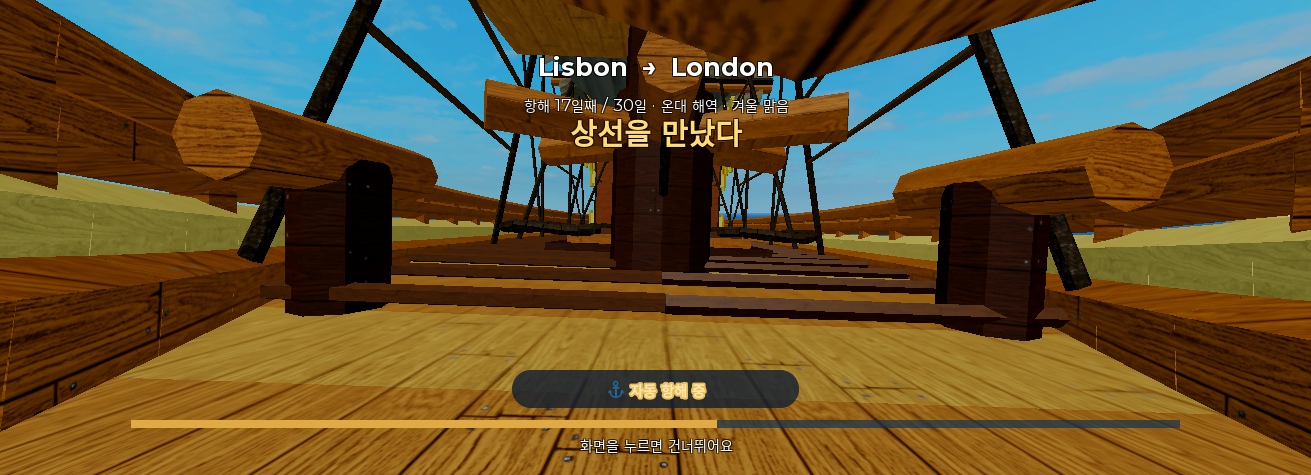 Lisbon → London
항해 17일째 / 30일 · 온대 해역 · 겨울 맑음
상선을 만났다
⚓ 자동 항해 중
화면을 누르면 건너뛰어요